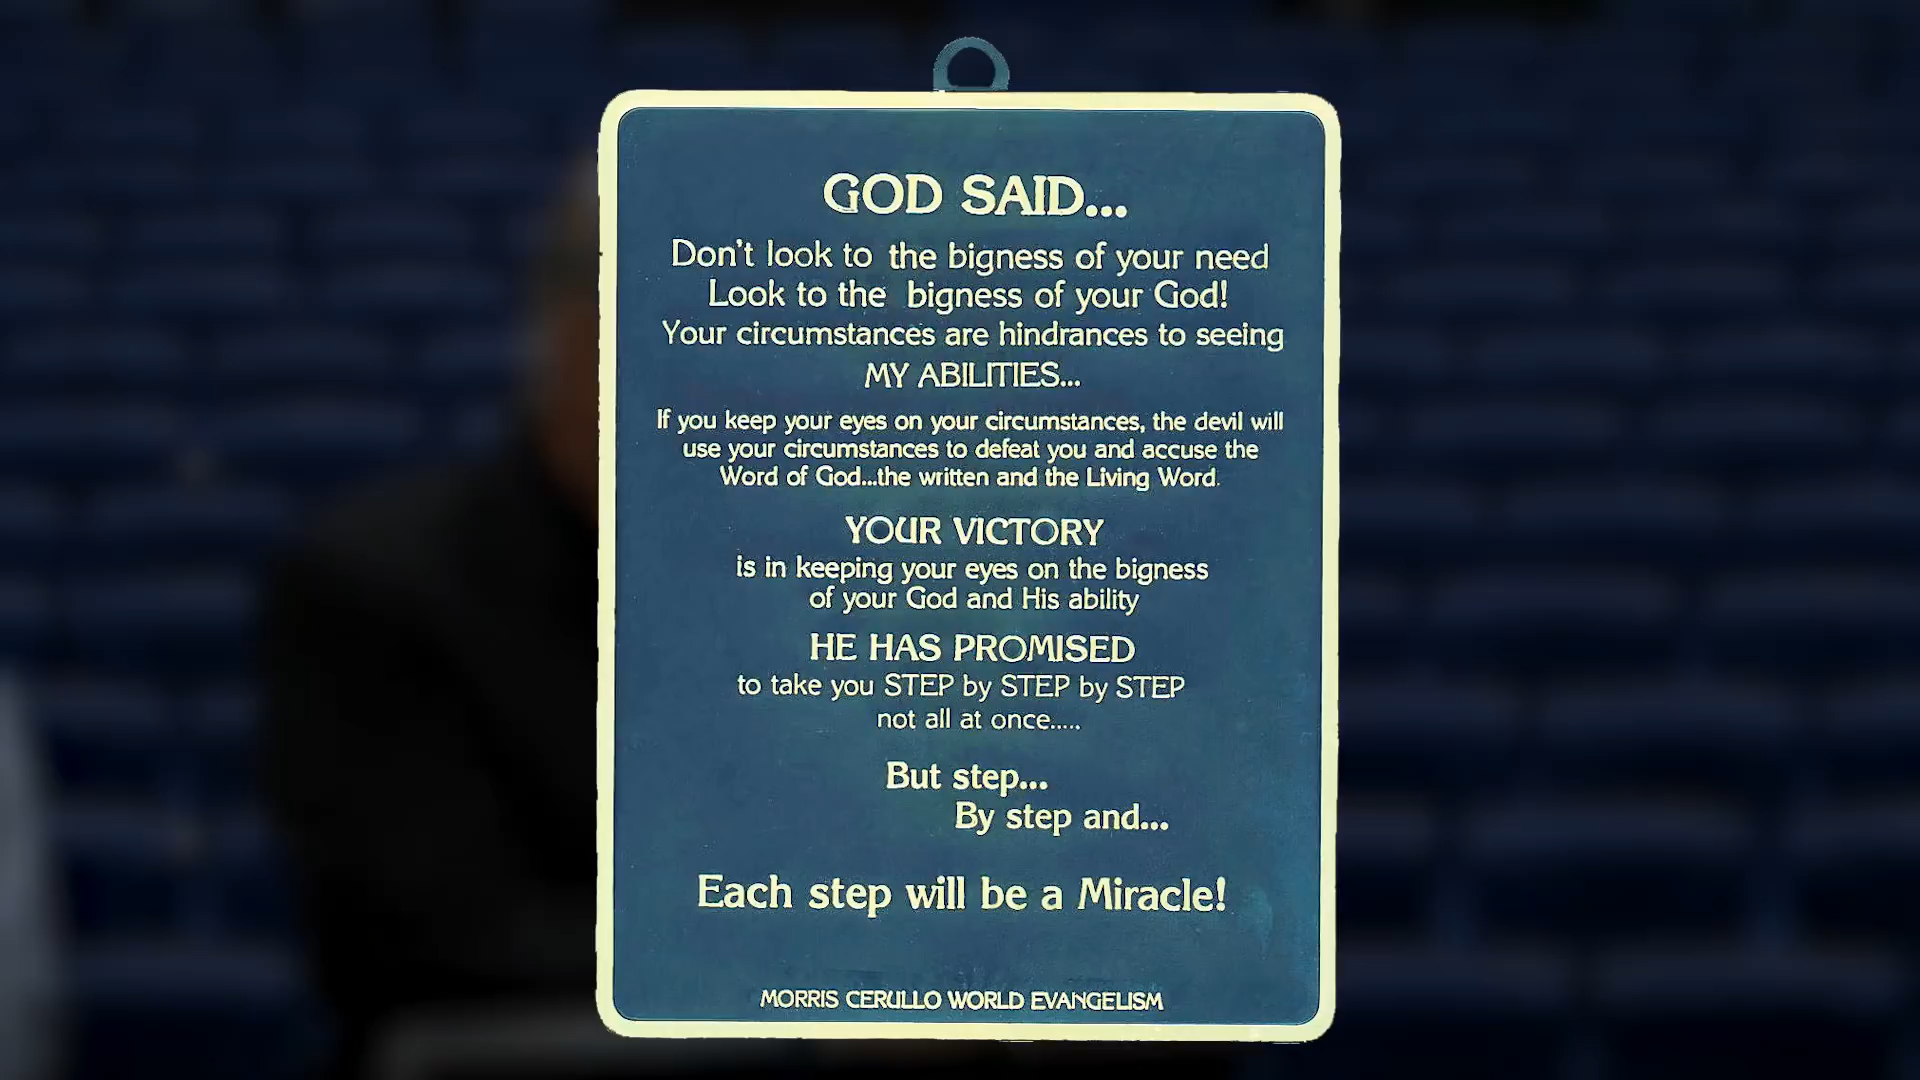 GOD SAID...
Don't look to the bigness of your need
Look to the bigness of your God!
Your circumstances are hindrances to seeing
MY ABILITIES...
If you keep your eyes on your circumstances, the devil will
use your circumstances to defeat you and accuse the
Word of God...the written and the Living Word.
YOUR VICTORY
is in keeping your eyes on the bigness
of your God and His ability
HE HAS PROMISED
to take you STEP by STEP by STEP
not all at once.....
But step...
By step and...
Each step will be a Miracle!
MORRIS CERULLO WORLD EVANGELISM